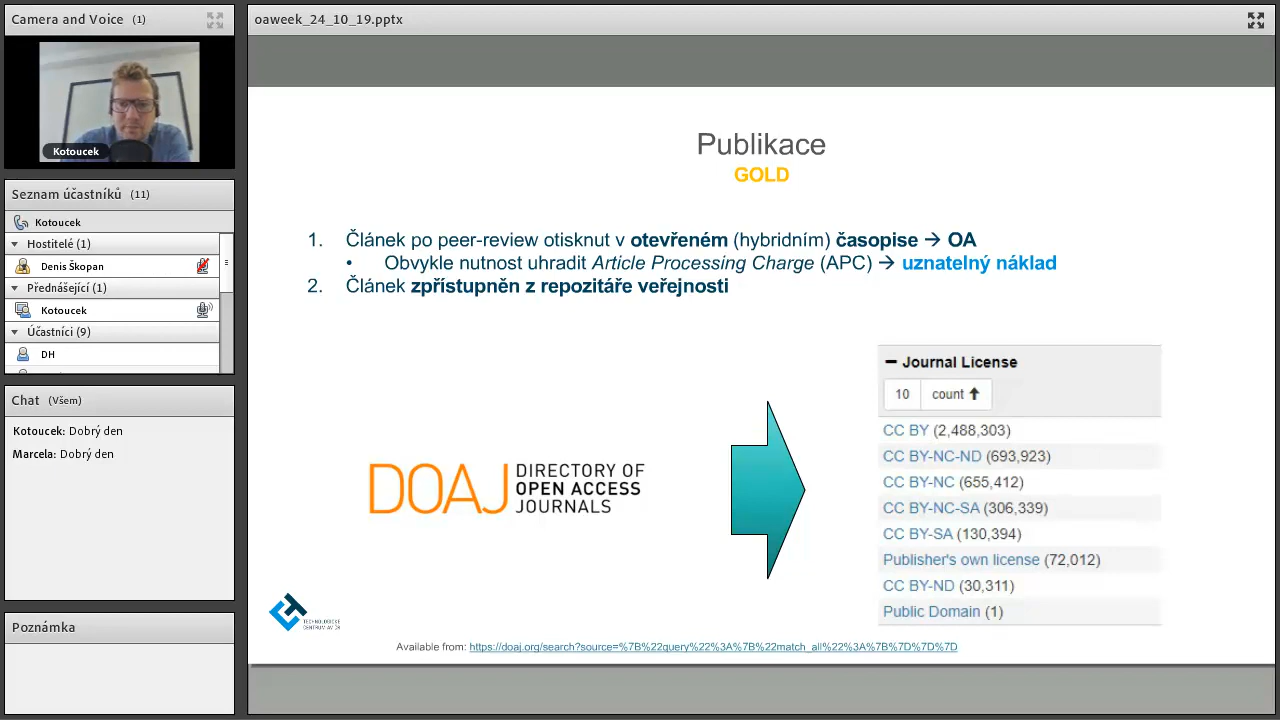 Camera and Voice (1)
Kotoucek
Seznam účastníků (11)
Kotoucek
Hostitelé (1)
Denis Škopan
Přednášející (1)
Kotoucek
Účastníci (9)
DH
Chat (Všem)
Kotoucek: Dobrý den
Marcela: Dobrý den
Poznámka
oaweek_24_10_19.pptx
Publikace
GOLD
1. Článek po peer-review otisknut v otevřeném (hybridním) časopise → OA
• Obvykle nutnost uhradit Article Processing Charge (APC) → uznatelný náklad
2. Článek zpřístupněn z repozitáře veřejnosti
DOAJ
DIRECTORY OF
OPEN ACCESS
JOURNALS
Journal License
10 count
CC BY (2,488,303)
CC BY-NC-ND (693,923)
CC BY-NC (655,412)
CC BY-NC-SA (306,339)
CC BY-SA (130,394)
Publisher's own license (72,012)
CC BY-ND (30,311)
Public Domain (1)
TECHNOLOGICKÉ
CENTRUM AV ČR
Available from: https://doaj.org/search?source=%7B%22query%22%3A%7B%22match_all%22%3A%7B%7D%7D%7D